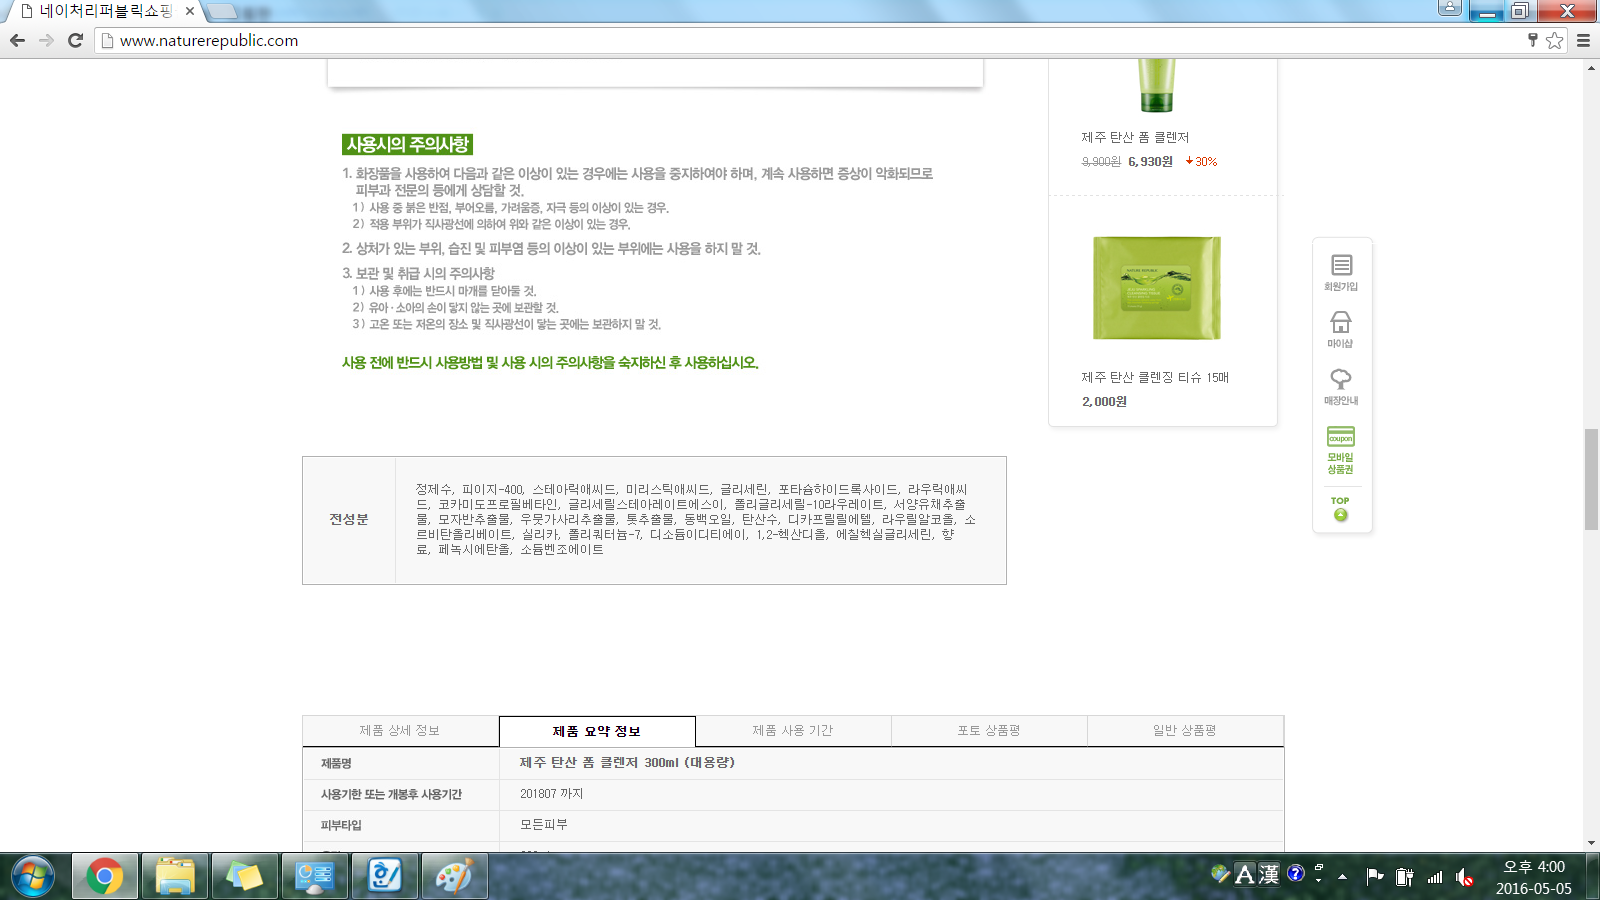 네이처리퍼블릭쇼핑
www.naturerepublic.com
사용시의 주의사항
1. 화장품을 사용하여 다음과 같은 이상이 있는 경우에는 사용을 중지하여야 하며, 계속 사용하면 증상이 악화되므로
피부과 전문의 등에게 상담할 것.
1) 사용 중 붉은 반점, 부어오름, 가려움증, 자극 등의 이상이 있는 경우.
2) 적용 부위가 직사광선에 의하여 위와 같은 이상이 있는 경우.
2. 상처가 있는 부위, 습진 및 피부염 등의 이상이 있는 부위에는 사용을 하지 말 것.
3. 보관 및 취급 시의 주의사항
1) 사용 후에는 반드시 마개를 닫아둘 것.
2) 유아·소아의 손이 닿지 않는 곳에 보관할 것.
3) 고온 또는 저온의 장소 및 직사광선이 닿는 곳에는 보관하지 말 것.
사용 전에 반드시 사용방법 및 사용 시의 주의사항을 숙지하신 후 사용하십시오.
제주 탄산 폼 클렌저
9,900원 6,930원 30%
NATURE REPUBLIC
제주 탄산 클렌징 티슈 15매
2,000원
회원가입
마이샵
매장안내
coupon
모바일
상품권
TOP
전성분
정제수, 피이지-400, 스테아릭애씨드, 미리스틱애씨드, 글리세린, 포타슘하이드록사이드, 라우릭애씨
드, 코카미도프로필베타인, 글리세릴스테아레이트에스이, 폴리글리세릴-10라우레이트, 서양유채추출
물, 모자반추출물, 우뭇가사리추출물, 톳추출물, 동백오일, 탄산수, 디카프릴릴에텔, 라우릴알코올, 소
르비탄올리베이트, 실리카, 폴리쿼터늄-7, 디소듐이디티에이, 1,2-헥산디올, 에칠헥실글리세린, 향
료, 페녹시에탄올, 소듐벤조에이트
제품 상세 정보 제품 요약 정보 제품 사용 기간 포토 상품평 일반 상품평
제품명 제주 탄산 폼 클렌저 300ml (대용량)
사용기한 또는 개봉후 사용기간 201807 까지
피부타입 모든피부
A 漢
오후 4:00
2016-05-05